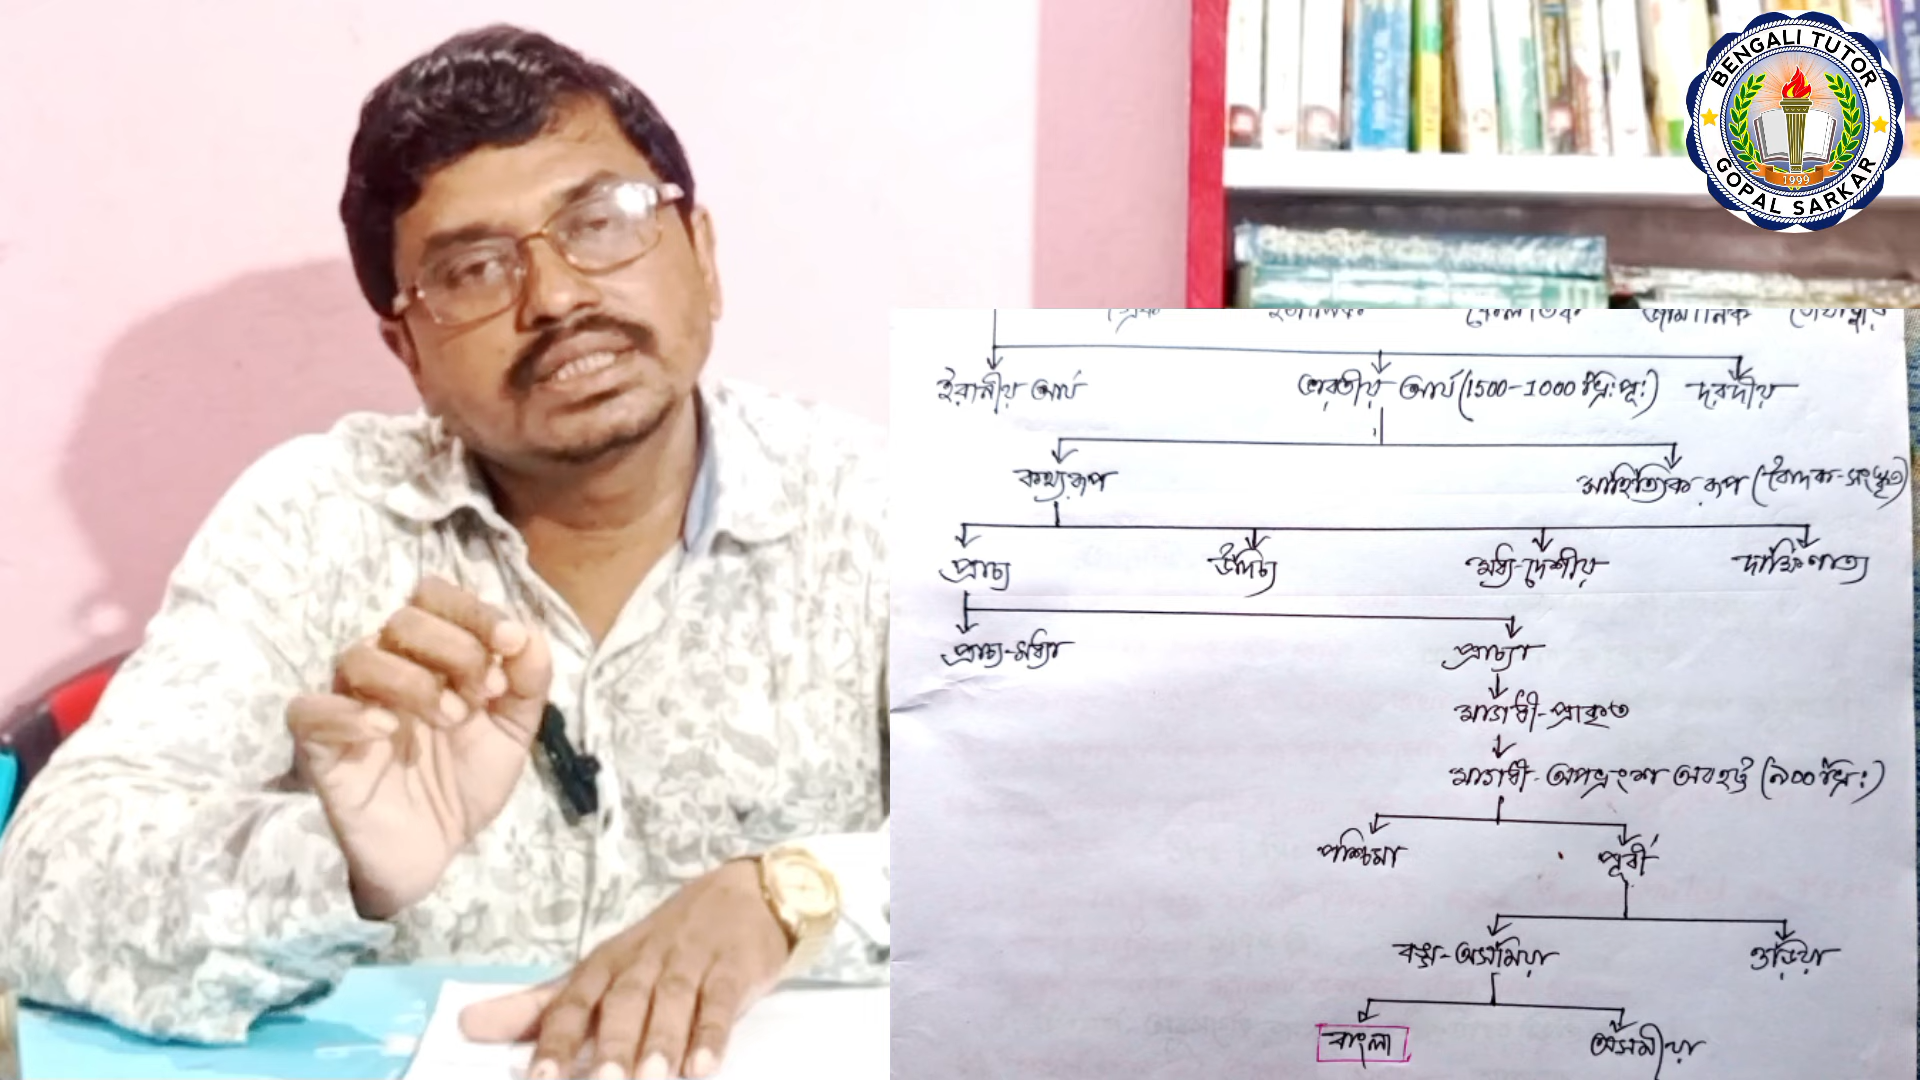 BENGALI TUTOR
GOPAL SARKAR
1999
জার্মানিক
ইরানীয় আর্য ভারতীয় আর্য (1500-1000 খ্রিঃপূঃ) দরদীয়
কথ্যরূপ সাহিত্যিক রূপ (বৈদিক-সংস্কৃত)
প্রাচ্য উদীচ্য মধ্য-দেশীয় দাক্ষিণাত্য
প্রাচ্য-মধ্যা প্রাচ্যা
মাগধী-প্রাকৃত
মাগধী-অপভ্রংশ অবহট্ট (৯০০ খ্রিঃ)
পশ্চিমা পূর্বী
বঙ্গ-অসমিয়া ওড়িয়া
বাংলা অসমীয়া